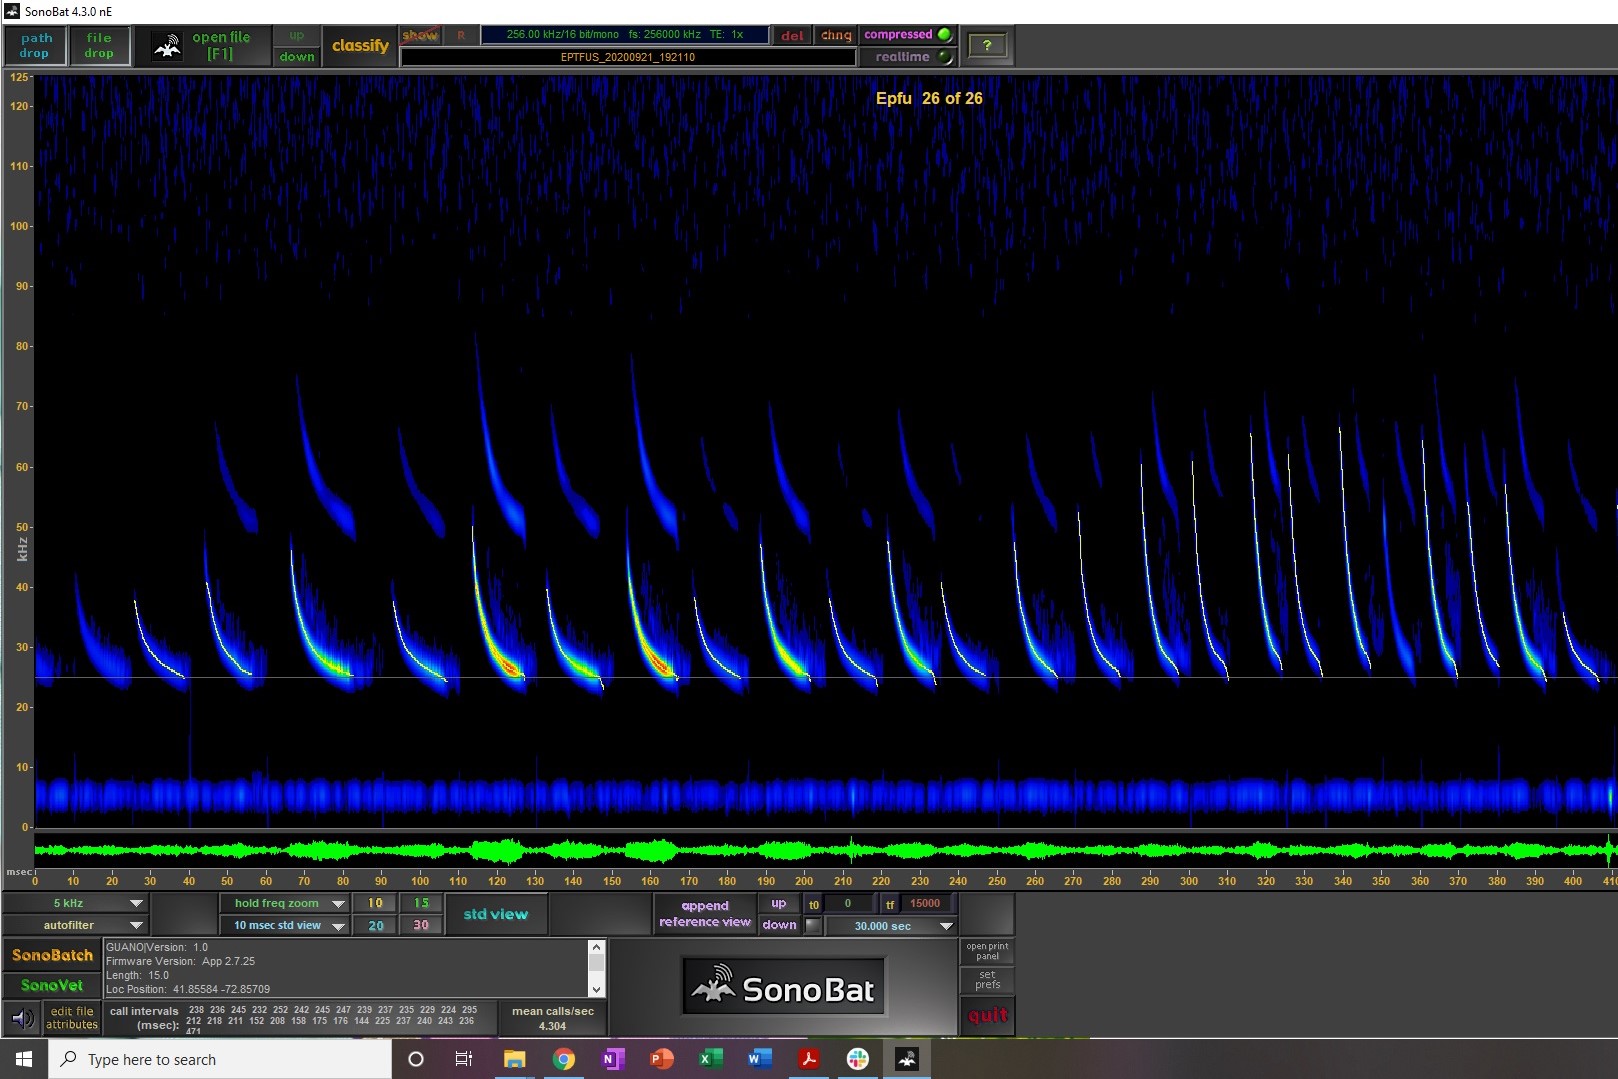 SonoBat 4.3.0 nE
path drop
file drop
open file [F1]
up
down
classify
show
R
256.00 kHz/16 bit/mono fs: 256000 kHz TE: 1x
EPTFUS_20200921_192110
del
chng
compressed
realtime
?
Epfu 26 of 26
125
120
110
100
90
80
70
60
50
kHz
40
30
20
10
0
msec
0 10 20 30 40 50 60 70 80 90 100 110 120 130 140 150 160 170 180 190 200 210 220 230 240 250 260 270 280 290 300 310 320 330 340 350 360 370 380 390 400 410
5 kHz
autofilter
hold freq zoom
10 msec std view
10 15
20 30
std view
append
reference view
up
down
t0 0 tf 15000
30.000 sec
SonoBatch
SonoVet
edit file
attributes
GUANO|Version: 1.0
Firmware Version: App 2.7.25
Length: 15.0
Loc Position: 41.85584 -72.85709
call intervals
(msec):
238 236 245 232 252 242 245 247 239 237 235 229 224 295
212 218 211 152 208 158 175 176 144 225 237 240 243 236
471
mean calls/sec
4.304
SonoBat
open print
panel
set
prefs
quit
Type here to search